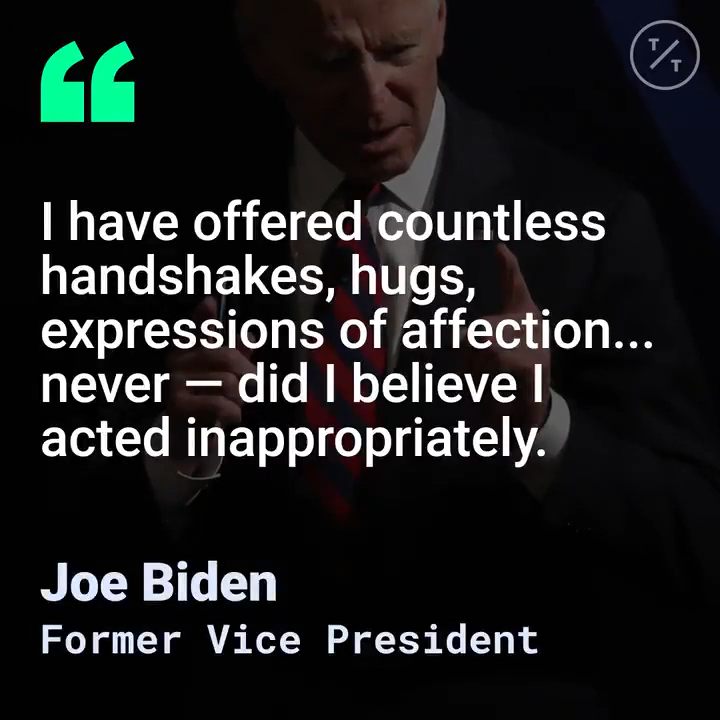 T/T
“
I have offered countless
handshakes, hugs,
expressions of affection...
never — did I believe I
acted inappropriately.
Joe Biden
Former Vice President